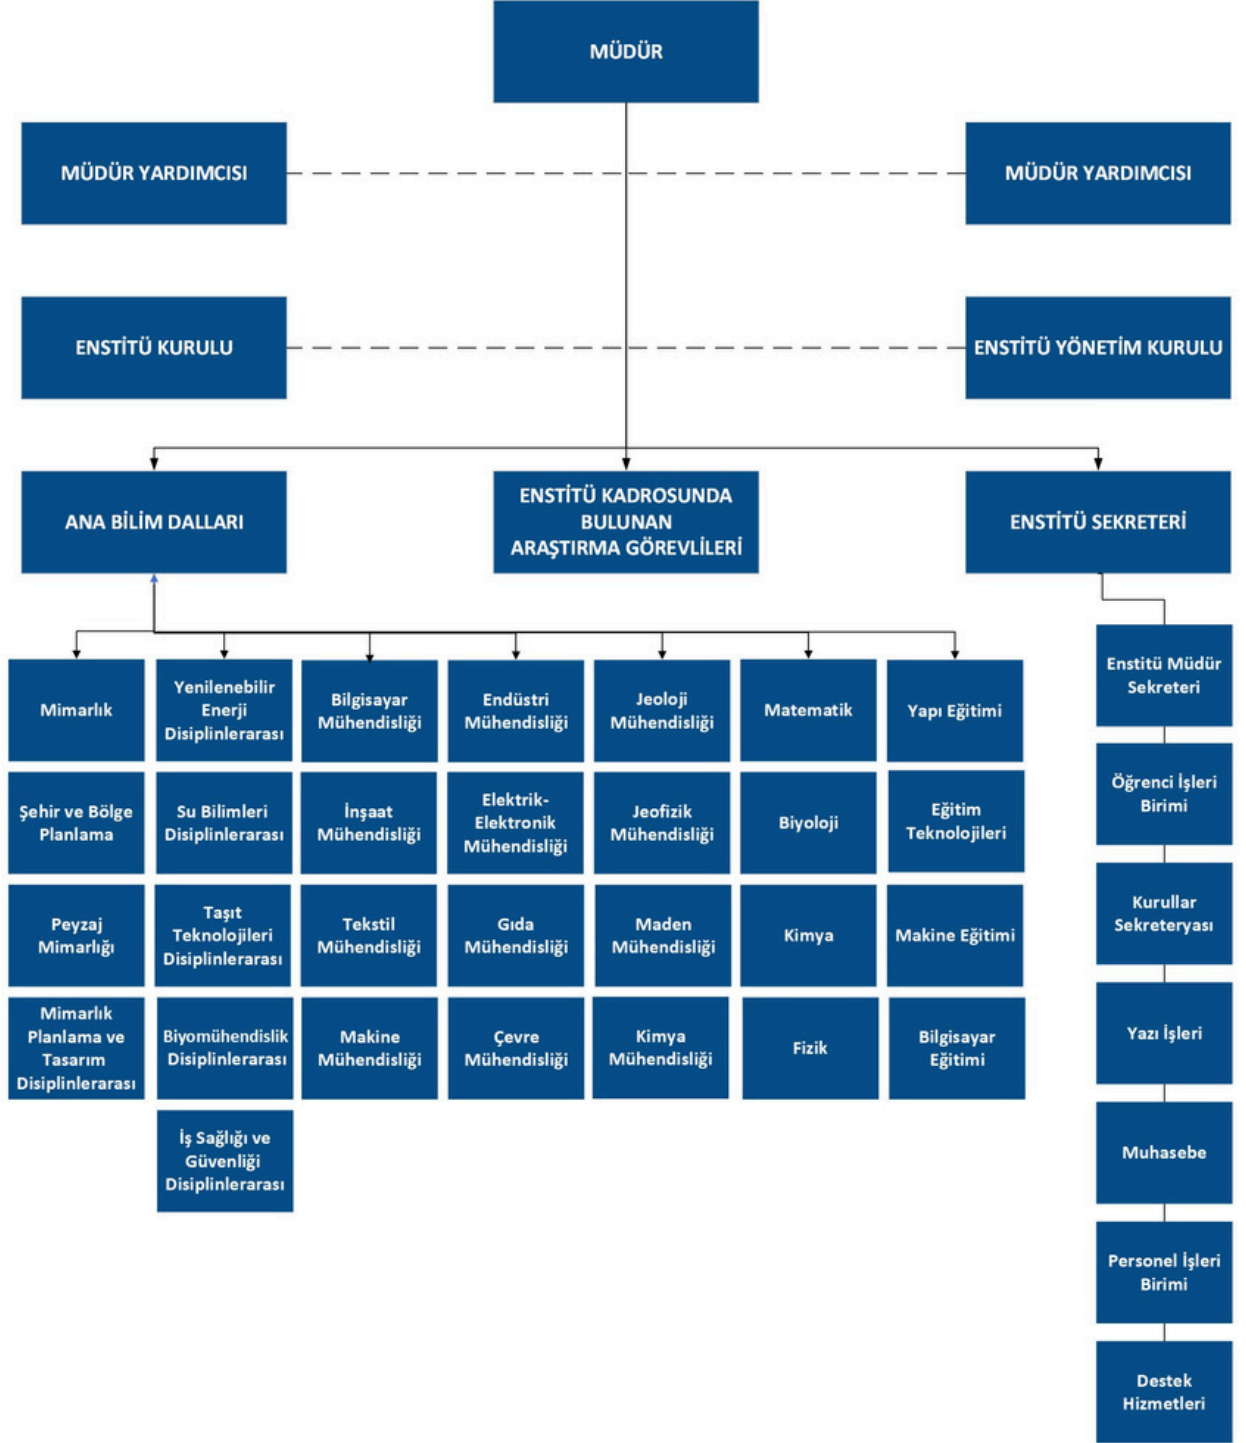 MÜDÜR
MÜDÜR YARDIMCISI
MÜDÜR YARDIMCISI
ENSTİTÜ KURULU
ENSTİTÜ YÖNETİM KURULU
ANA BİLİM DALLARI
ENSTİTÜ KADROSUNDA
BULUNAN
ARAŞTIRMA GÖREVLİLERİ
ENSTİTÜ SEKRETERİ
Mimarlık
Yenilenebilir
Enerji
Disiplinlerarası
Bilgisayar
Mühendisliği
Endüstri
Mühendisliği
Jeoloji
Mühendisliği
Matematik
Yapı Eğitimi
Şehir ve Bölge
Planlama
Su Bilimleri
Disiplinlerarası
İnşaat
Mühendisliği
Elektrik-
Elektronik
Mühendisliği
Jeofizik
Mühendisliği
Biyoloji
Eğitim
Teknolojileri
Peyzaj
Mimarlığı
Taşıt
Teknolojileri
Disiplinlerarası
Tekstil
Mühendisliği
Gıda
Mühendisliği
Maden
Mühendisliği
Kimya
Makine Eğitimi
Mimarlık
Planlama ve
Tasarım
Disiplinlerarası
Biyomühendislik
Disiplinlerarası
Makine
Mühendisliği
Çevre
Mühendisliği
Kimya
Mühendisliği
Fizik
Bilgisayar
Eğitimi
İş Sağlığı ve
Güvenliği
Disiplinlerarası
Enstitü Müdür
Sekreteri
Öğrenci İşleri
Birimi
Kurullar
Sekreteryası
Yazı İşleri
Muhasebe
Personel İşleri
Birimi
Destek
Hizmetleri